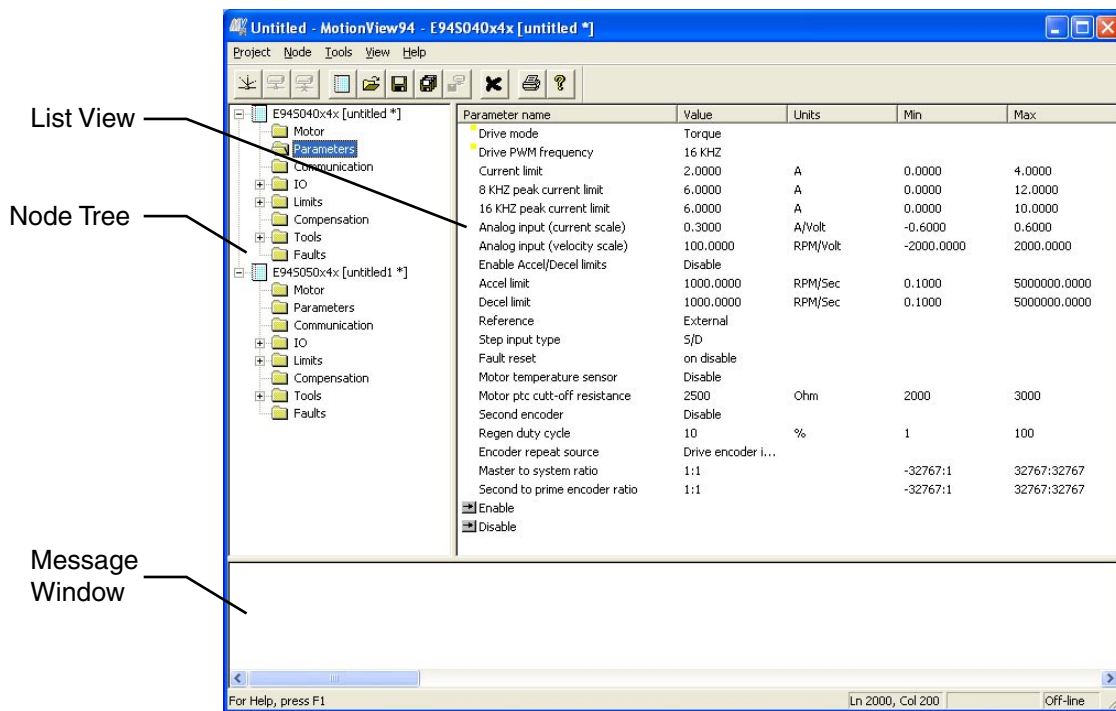 Untitled - MotionView94 - E94S040x4x [untitled *]
Project Node Tools View Help
List View
Node Tree
Message
Window
E94S040x4x [untitled *]
Motor
Parameters
Communication
IO
Limits
Compensation
Tools
Faults
E94S050x4x [untitled1 *]
Motor
Parameters
Communication
IO
Limits
Compensation
Tools
Faults
Parameter name Value Units Min Max
Drive mode Torque
Drive PWM frequency 16 KHZ
Current limit 2.0000 A 0.0000 4.0000
8 KHZ peak current limit 6.0000 A 0.0000 12.0000
16 KHZ peak current limit 6.0000 A 0.0000 10.0000
Analog input (current scale) 0.3000 A/Volt -0.6000 0.6000
Analog input (velocity scale) 100.0000 RPM/Volt -2000.0000 2000.0000
Enable Accel/Decel limits Disable
Accel limit 1000.0000 RPM/Sec 0.1000 5000000.0000
Decel limit 1000.0000 RPM/Sec 0.1000 5000000.0000
Reference External
Step input type S/D
Fault reset on disable
Motor temperature sensor Disable
Motor ptc cutt-off resistance 2500 Ohm 2000 3000
Second encoder Disable
Regen duty cycle 10 % 1 100
Encoder repeat source Drive encoder i...
Master to system ratio 1:1 -32767:1 32767:32767
Second to prime encoder ratio 1:1 -32767:1 32767:32767
Enable
Disable
For Help, press F1 Ln 2000, Col 200 Off-line